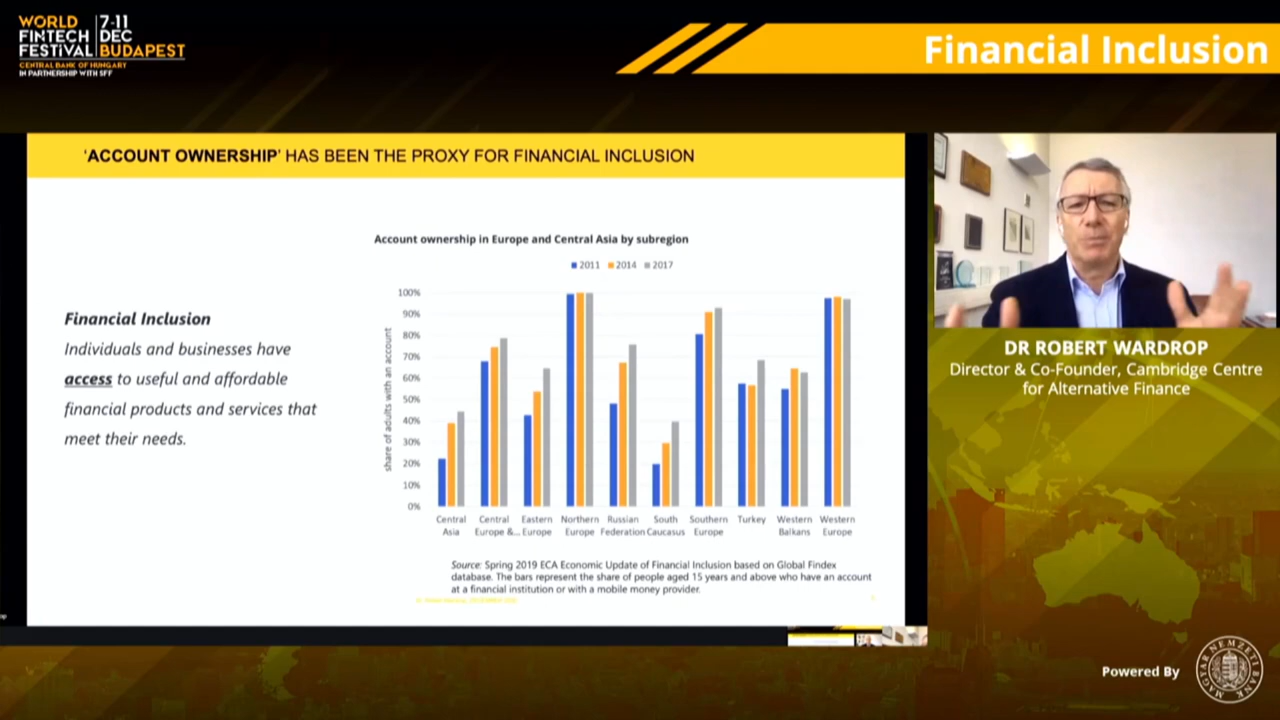 WORLD
FINTECH
FESTIVAL
7-11
DEC
BUDAPEST
CENTRAL BANK OF HUNGARY
IN PARTNERSHIP WITH SFF
Financial Inclusion
'ACCOUNT OWNERSHIP' HAS BEEN THE PROXY FOR FINANCIAL INCLUSION
Financial Inclusion
Individuals and businesses have
access to useful and affordable
financial products and services that
meet their needs.
Account ownership in Europe and Central Asia by subregion
2011 2014 2017
share of adults with an account
100%
90%
80%
70%
60%
50%
40%
30%
20%
10%
0%
Central Asia
Central Europe &...
Eastern Europe
Northern Europe
Russian Federation
South Caucasus
Southern Europe
Turkey
Western Balkans
Western Europe
Source: Spring 2019 ECA Economic Update of Financial Inclusion based on Global Findex
database. The bars represent the share of people aged 15 years and above who have an account
at a financial institution or with a mobile money provider.
DR ROBERT WARDROP
Director & Co-Founder, Cambridge Centre
for Alternative Finance
Powered By
MAGYAR NEMZETI BANK